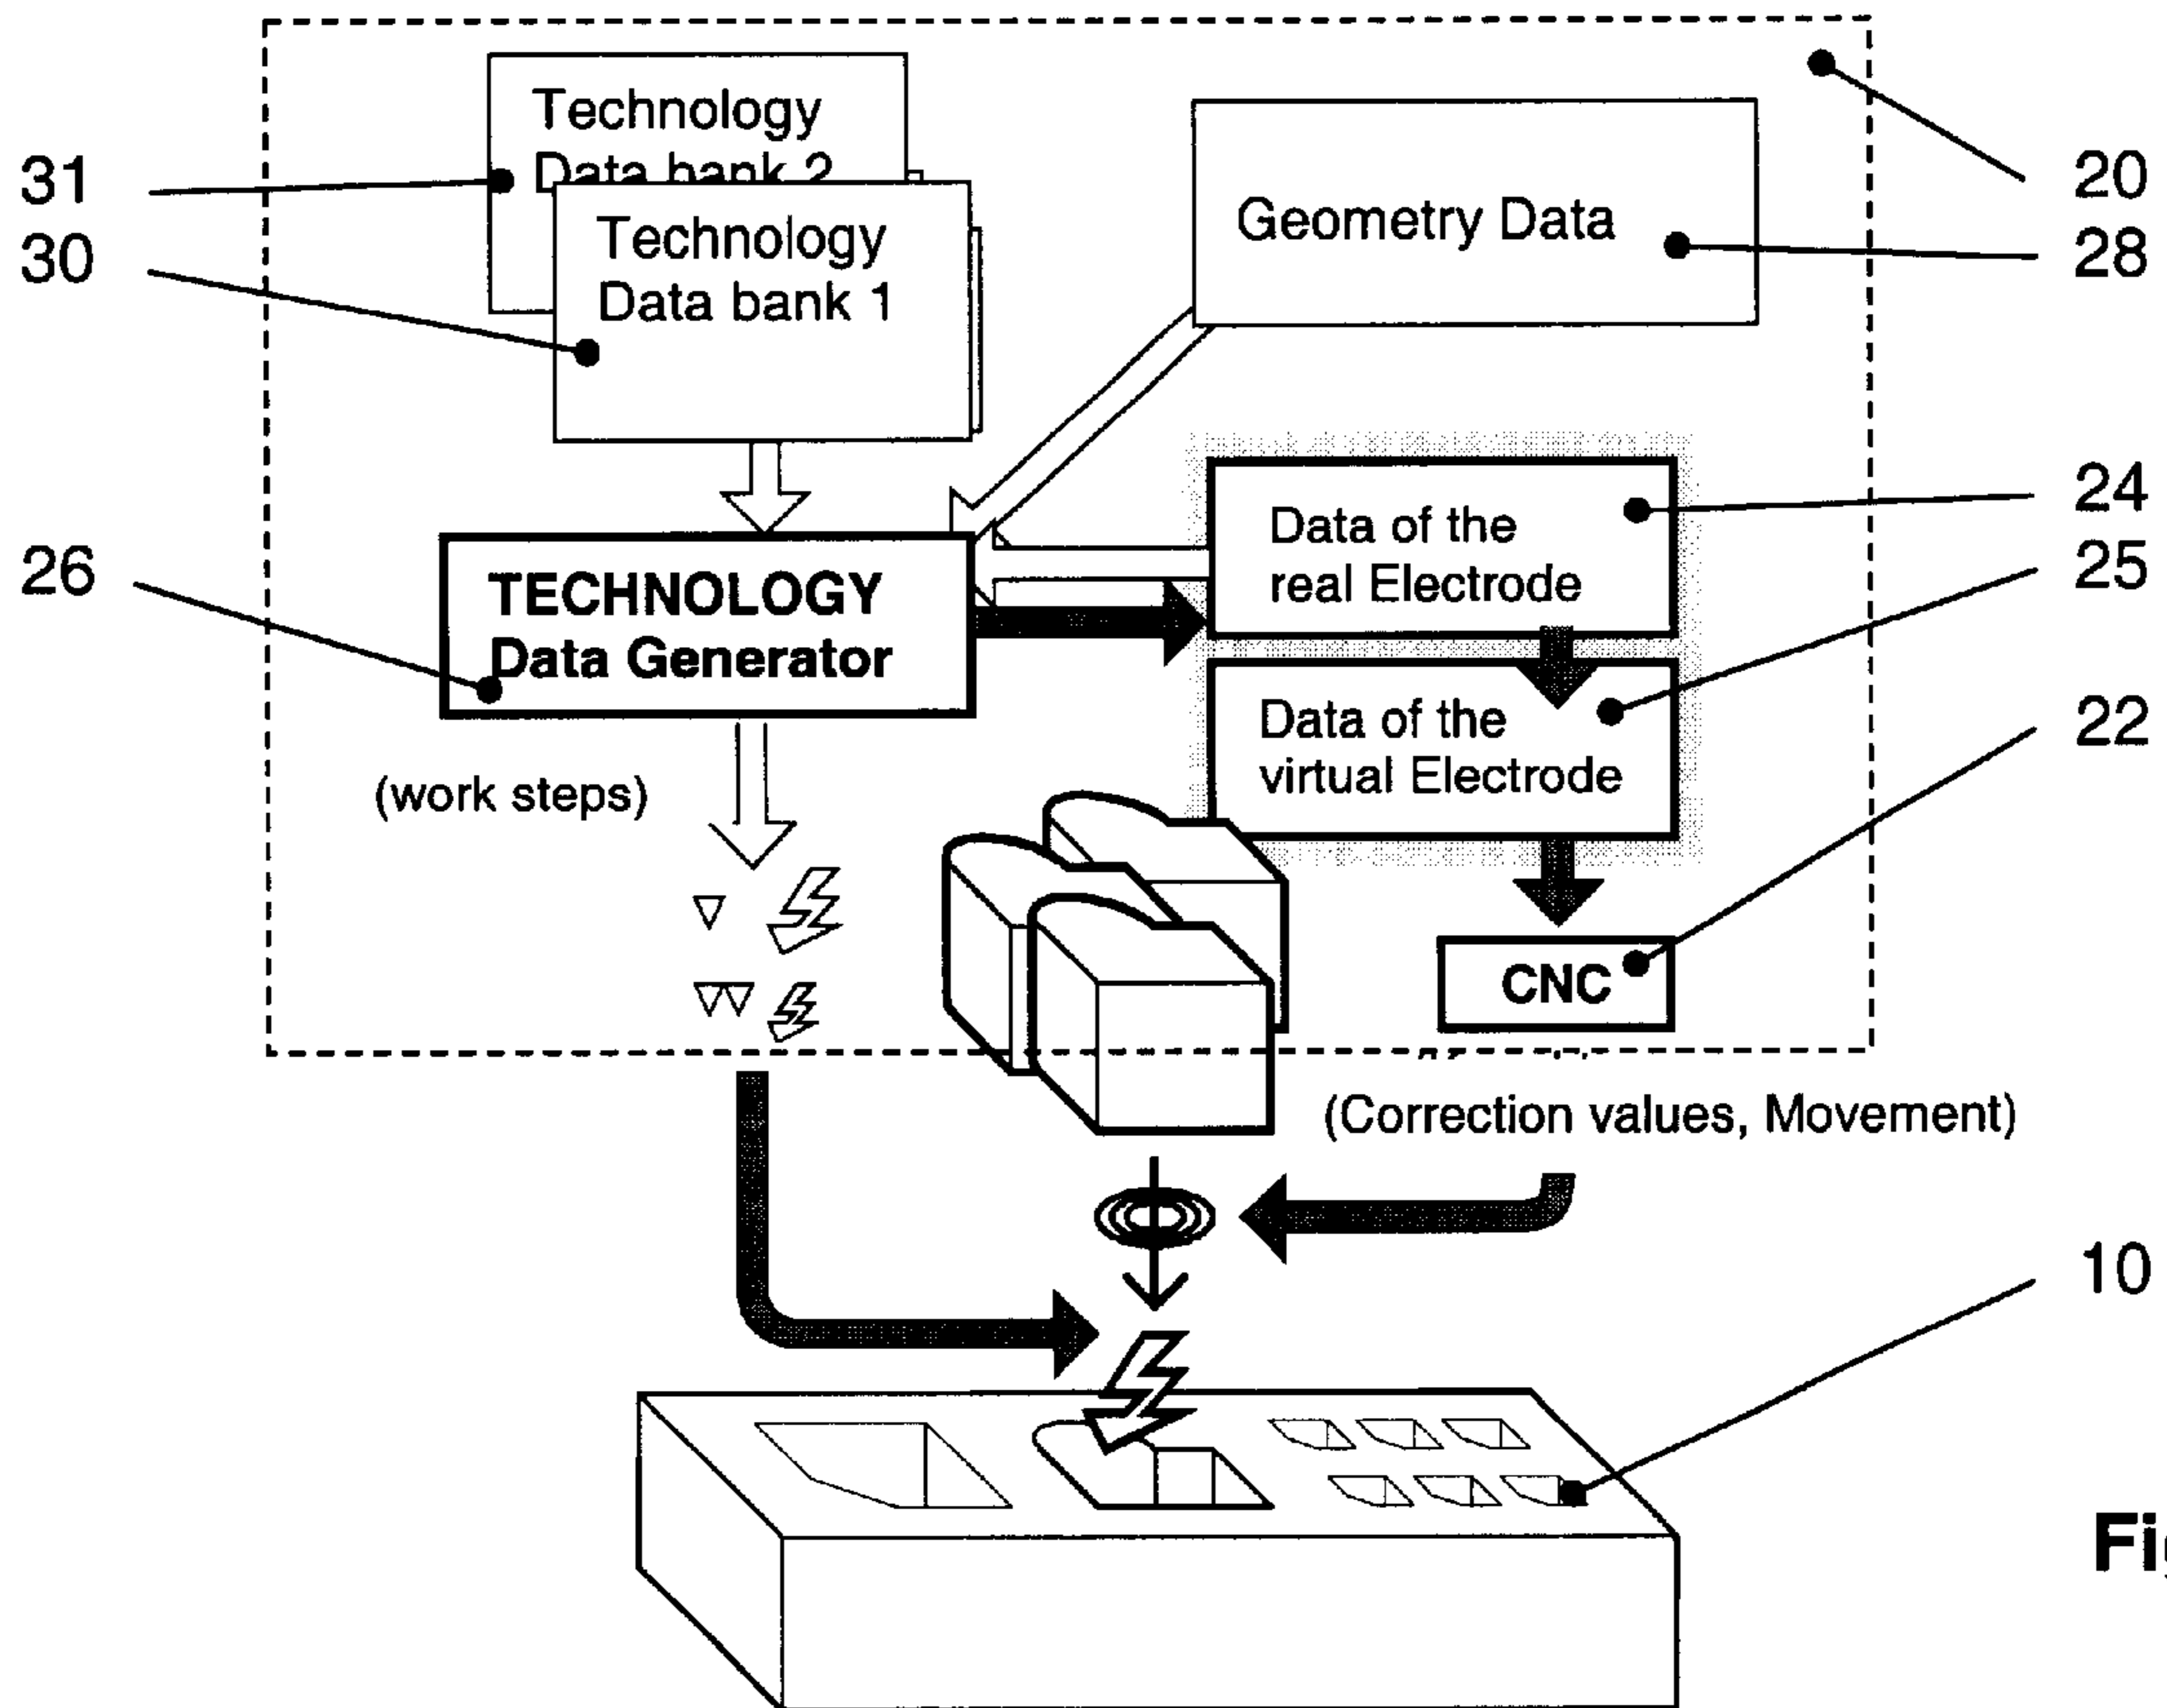 Technology
Data bank 2
Technology
Data bank 1
Geometry Data
31
30
20
28
Data of the
real Electrode
24
25
26
TECHNOLOGY
Data Generator
Data of the
virtual Electrode
22
(work steps)
CNC
(Correction values, Movement)
10